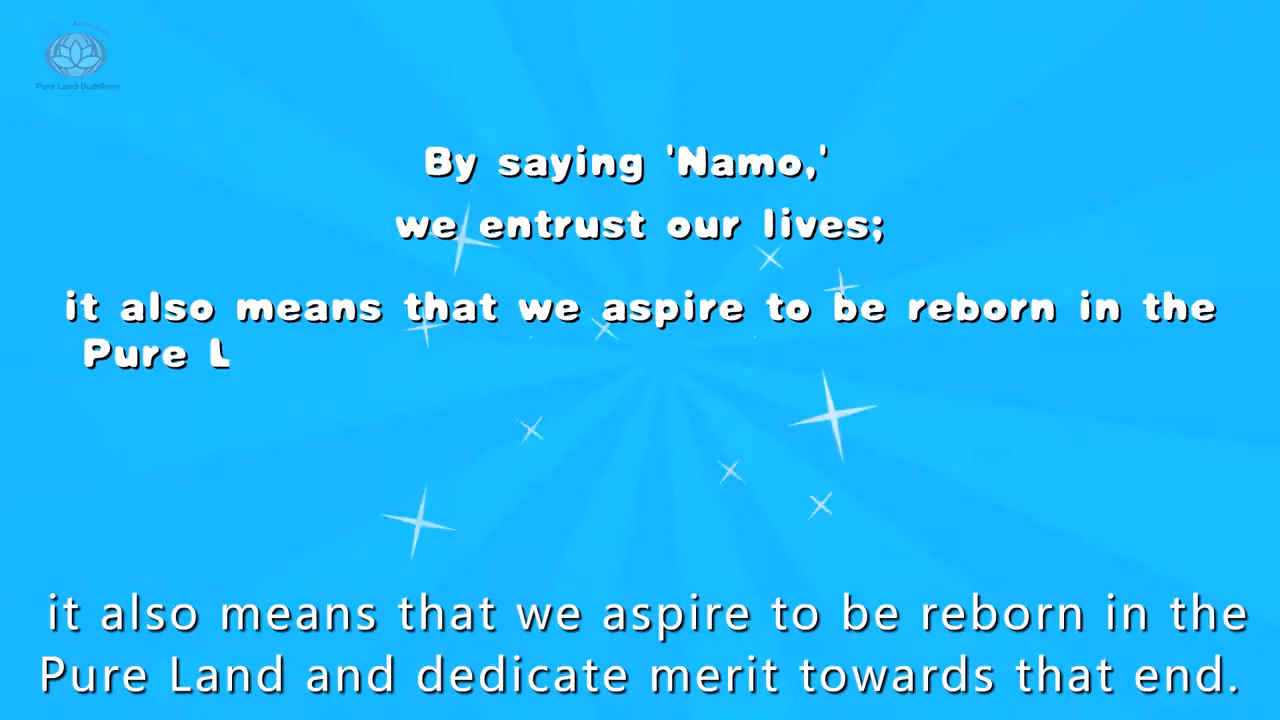 Pure Land Buddhism
By saying 'Namo,'
we entrust our lives;
it also means that we aspire to be reborn in the
Pure L
it also means that we aspire to be reborn in the
Pure Land and dedicate merit towards that end.